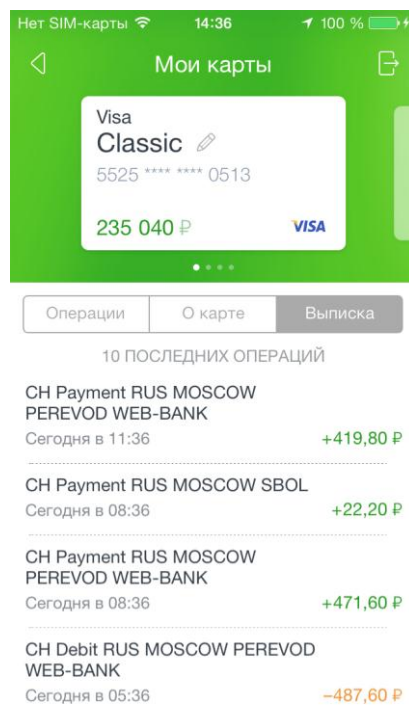 Нет SIM-карты 14:36 100 %
Мои карты
Visa
Classic
5525 **** **** 0513
235 040 ₽ VISA
Операции О карте Выписка
10 ПОСЛЕДНИХ ОПЕРАЦИЙ
CH Payment RUS MOSCOW
PEREVOD WEB-BANK
Сегодня в 11:36 +419,80 ₽
CH Payment RUS MOSCOW SBOL
Сегодня в 08:36 +22,20 ₽
CH Payment RUS MOSCOW
PEREVOD WEB-BANK
Сегодня в 08:36 +471,60 ₽
CH Debit RUS MOSCOW PEREVOD
WEB-BANK
Сегодня в 05:36 −487,60 ₽